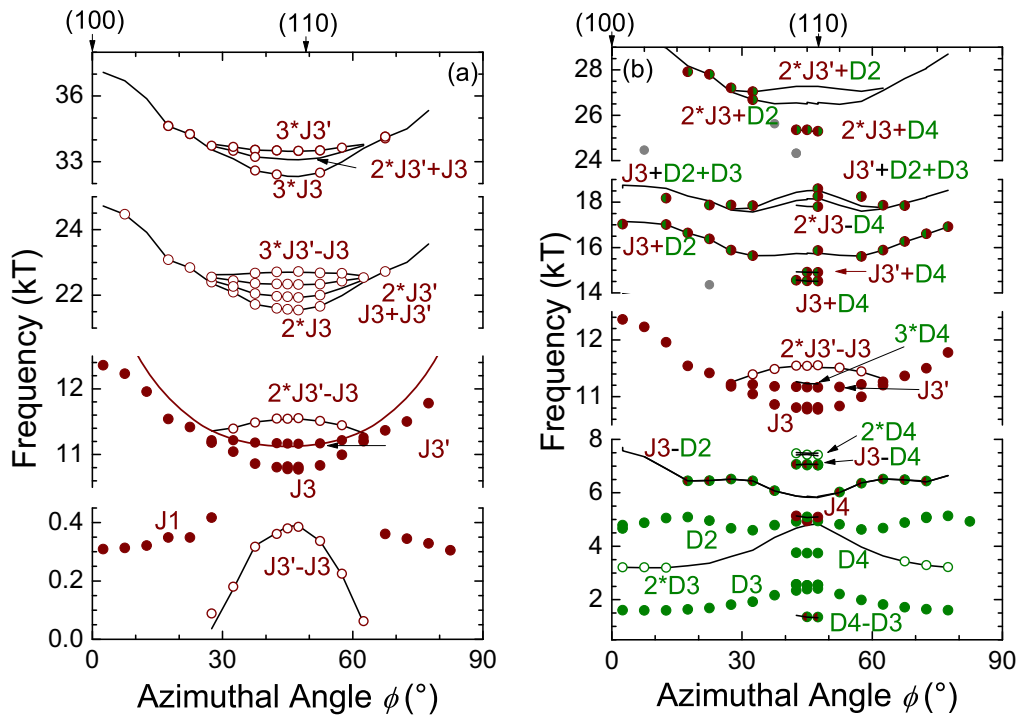 (100)
(110)
(a)
36
33
3*J3'
2*J3'+J3
3*J3
24
22
3*J3'-J3
2*J3'
J3+J3'
2*J3
12
11
2*J3'-J3
J3'
J3
0.4
0.2
0.0
J1
J3'-J3
0
30
60
90
Frequency (kT)
Azimuthal Angle ϕ (°)
(100)
(110)
(b)
28
26
24
2*J3'+D2
2*J3+D2
2*J3+D4
18
16
14
J3+D2+D3
J3'+D2+D3
2*J3-D4
J3+D2
J3'+D4
J3+D4
12
11
2*J3'-J3
3*D4
J3'
J3
8
6
4
2
J3-D2
2*D4
J3-D4
J4
D2
D4
2*D3
D3
D4-D3
0
30
60
90
Frequency (kT)
Azimuthal Angle ϕ (°)